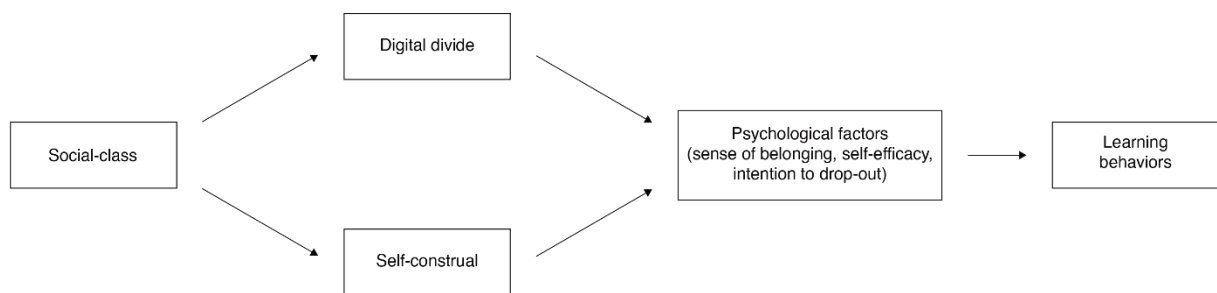 Digital divide
Social-class
Psychological factors
(sense of belonging, self-efficacy,
intention to drop-out)
Learning
behaviors
Self-construal